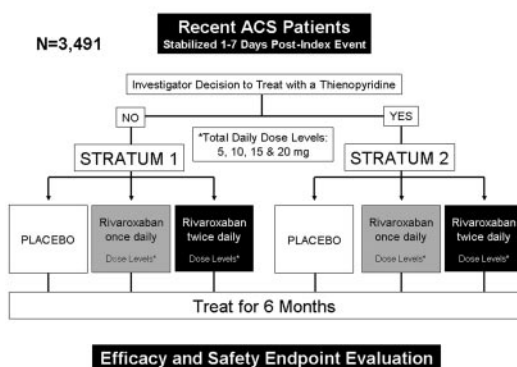 Recent ACS Patients
Stabilized 1-7 Days Post-Index Event
N=3,491
Investigator Decision to Treat with a Thienopyridine
NO
YES
*Total Daily Dose Levels:
5, 10, 15 & 20 mg
STRATUM 1
STRATUM 2
PLACEBO
Rivaroxaban
once daily
Dose Levels*
Rivaroxaban
twice daily
Dose Levels*
PLACEBO
Rivaroxaban
once daily
Dose Levels*
Rivaroxaban
twice daily
Dose Levels*
Treat for 6 Months
Efficacy and Safety Endpoint Evaluation